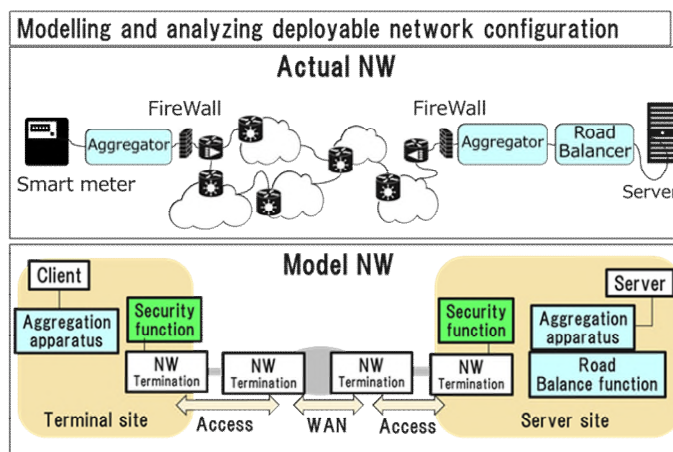 Modelling and analyzing deployable network configuration
Actual NW
FireWall
FireWall
Aggregator
Aggregator
Road
Balancer
Smart meter
Server
Model NW
Client
Server
Aggregation
apparatus
Security
function
Security
function
Aggregation
apparatus
NW
Termination
NW
Termination
NW
Termination
NW
Termination
Road
Balance function
Terminal site
Access
WAN
Access
Server site